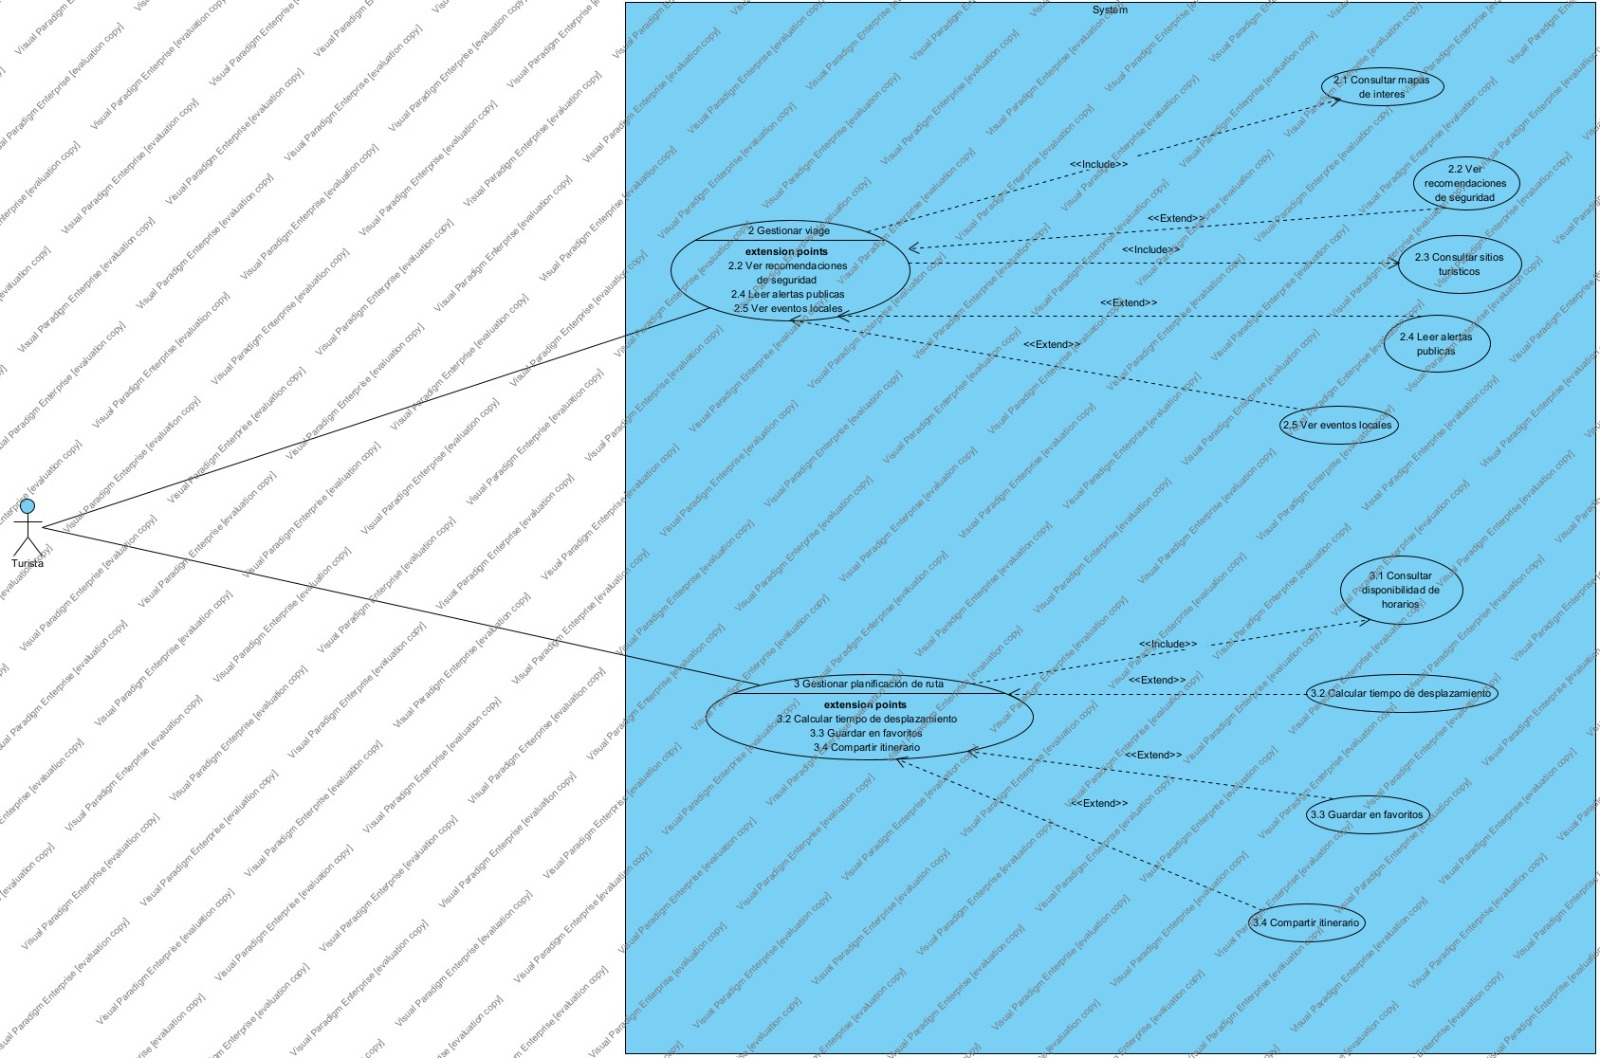 System
2.1 Consultar mapas
de interes
<<Include>>
2.2 Ver
recomendaciones
de seguridad
<<Extend>>
2 Gestionar viage
extension points
2.2 Ver recomendaciones
de seguridad
2.4 Leer alertas publicas
2.5 Ver eventos locales
<<Include>>
2.3 Consultar sitios
turisticos
<<Extend>>
2.4 Leer alertas
publicas
<<Extend>>
2.5 Ver eventos locales
Turista
3.1 Consultar
disponibilidad de
horarios
<<Include>>
3 Gestionar planificación de ruta
extension points
3.2 Calcular tiempo de desplazamiento
3.3 Guardar en favoritos
3.4 Compartir itinerario
<<Extend>>
3.2 Calcular tiempo de desplazamiento
<<Extend>>
3.3 Guardar en favoritos
<<Extend>>
3.4 Compartir itinerario
Visual Paradigm Enterprise [evaluation copy]